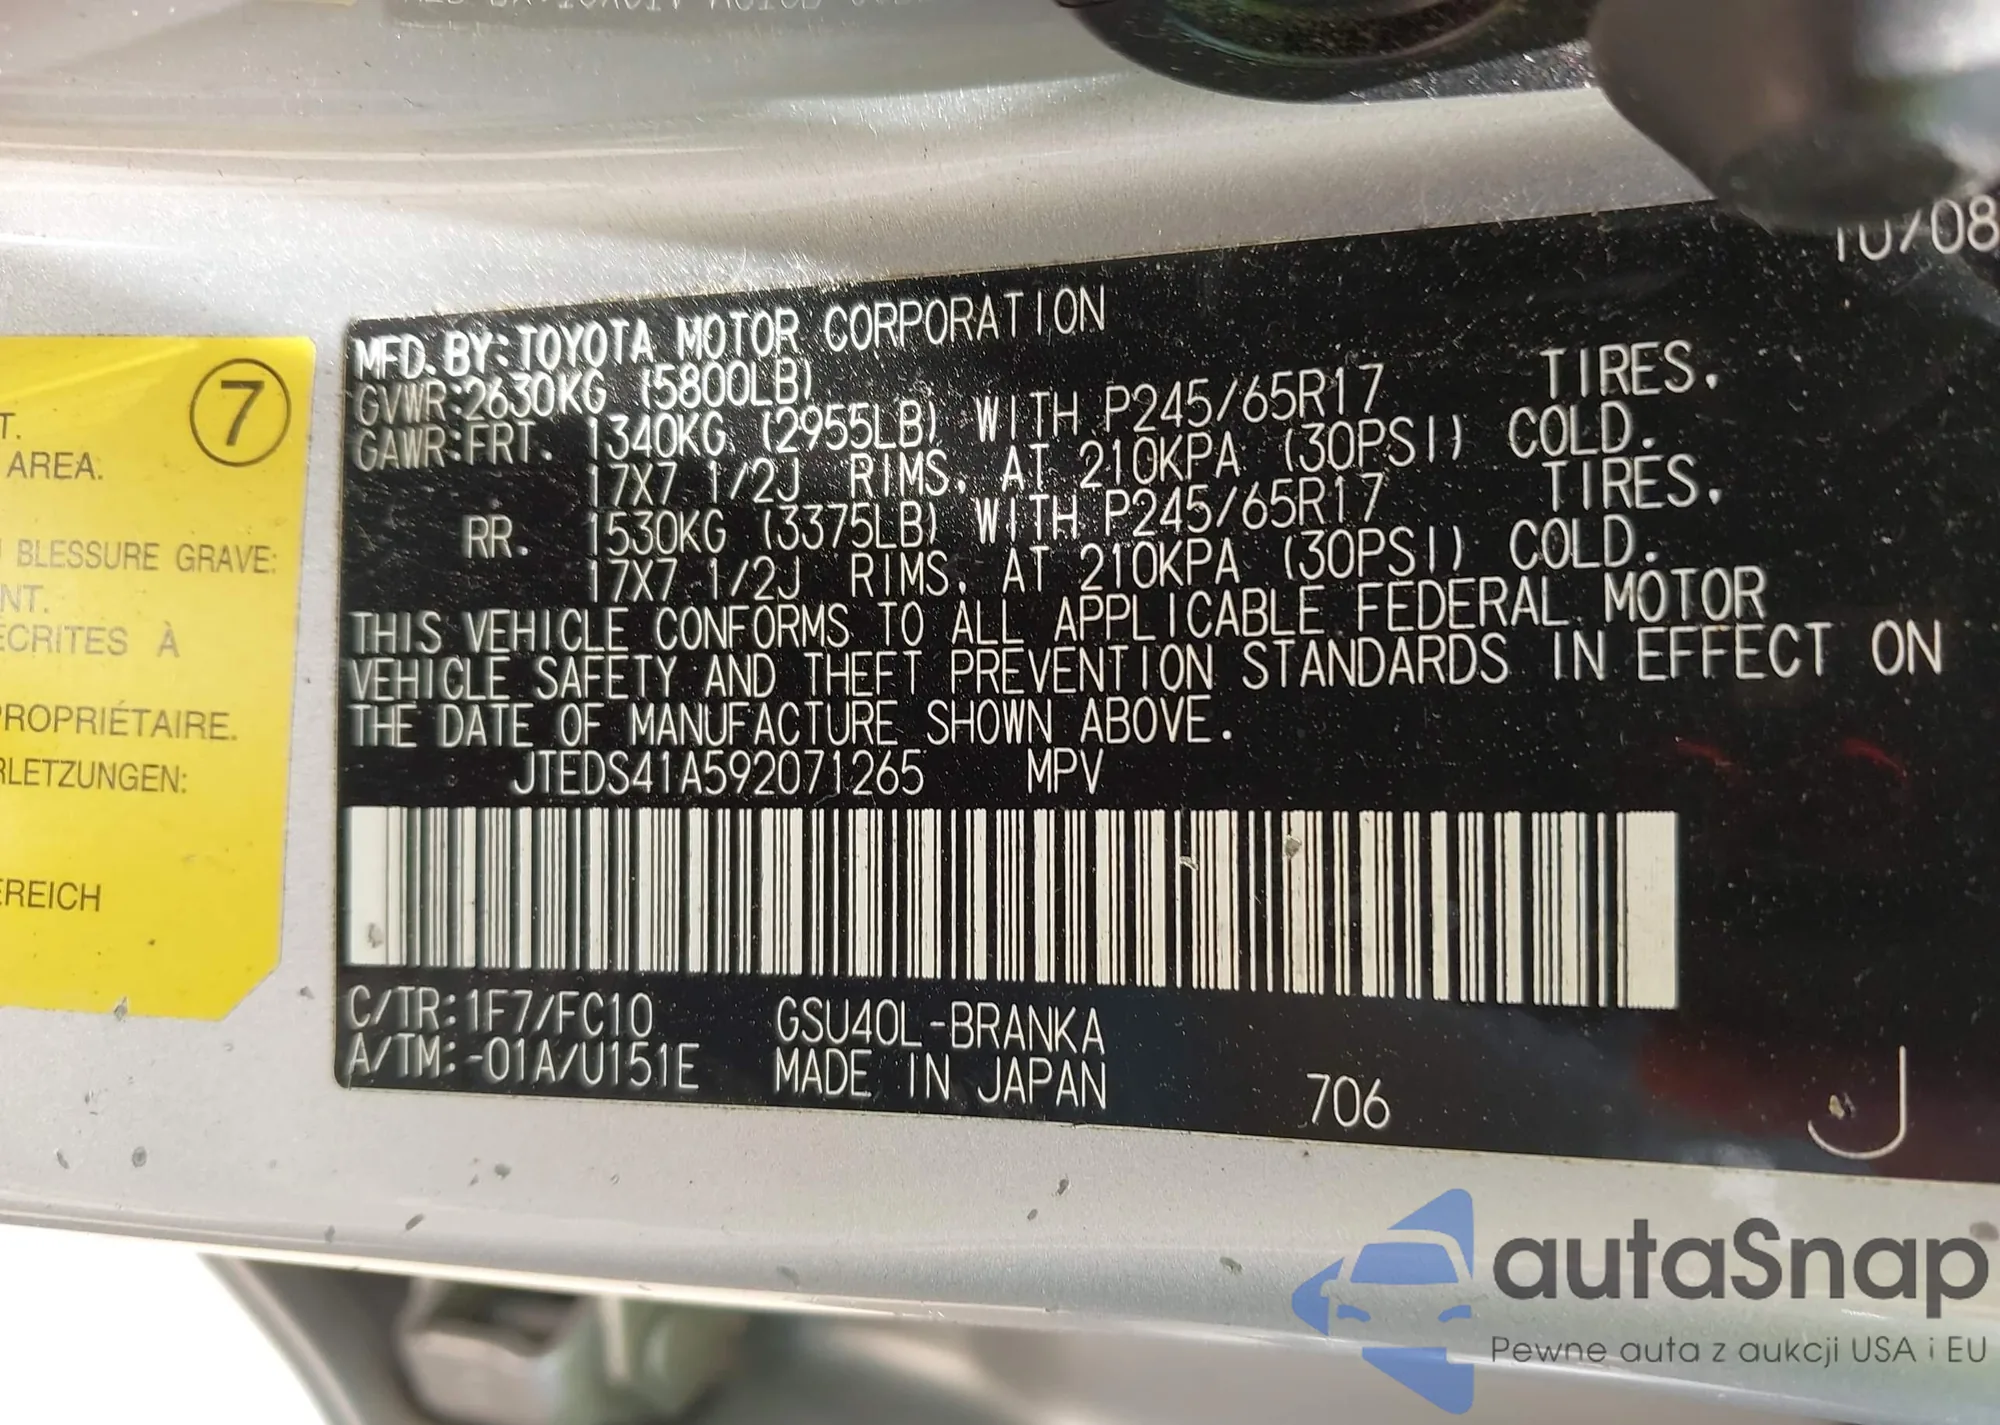 10/08
MFD. BY: TOYOTA MOTOR CORPORATION
GVWR: 2630KG (5800LB)
GAWR: FRT. 1340KG (2955LB) WITH P245/65R17 TIRES.
17X7 1/2J RIMS, AT 210KPA (30PSI) COLD.
RR. 1530KG (3375LB) WITH P245/65R17 TIRES.
17X7 1/2J RIMS, AT 210KPA (30PSI) COLD.
THIS VEHICLE CONFORMS TO ALL APPLICABLE FEDERAL MOTOR
VEHICLE SAFETY AND THEFT PREVENTION STANDARDS IN EFFECT ON
THE DATE OF MANUFACTURE SHOWN ABOVE.
JTEDS41A592071265 MPV
C/TR: 1F7/FC10 GSU40L-BRANKA
A/TM: -01A/U151E MADE IN JAPAN 706 J
7
T.
AREA.
BLESSURE GRAVE:
NT.
ÉCRITES À
PROPRIÉTAIRE.
RLETZUNGEN:
EREICH
autaSnap
Pewne auta z aukcji USA i EU